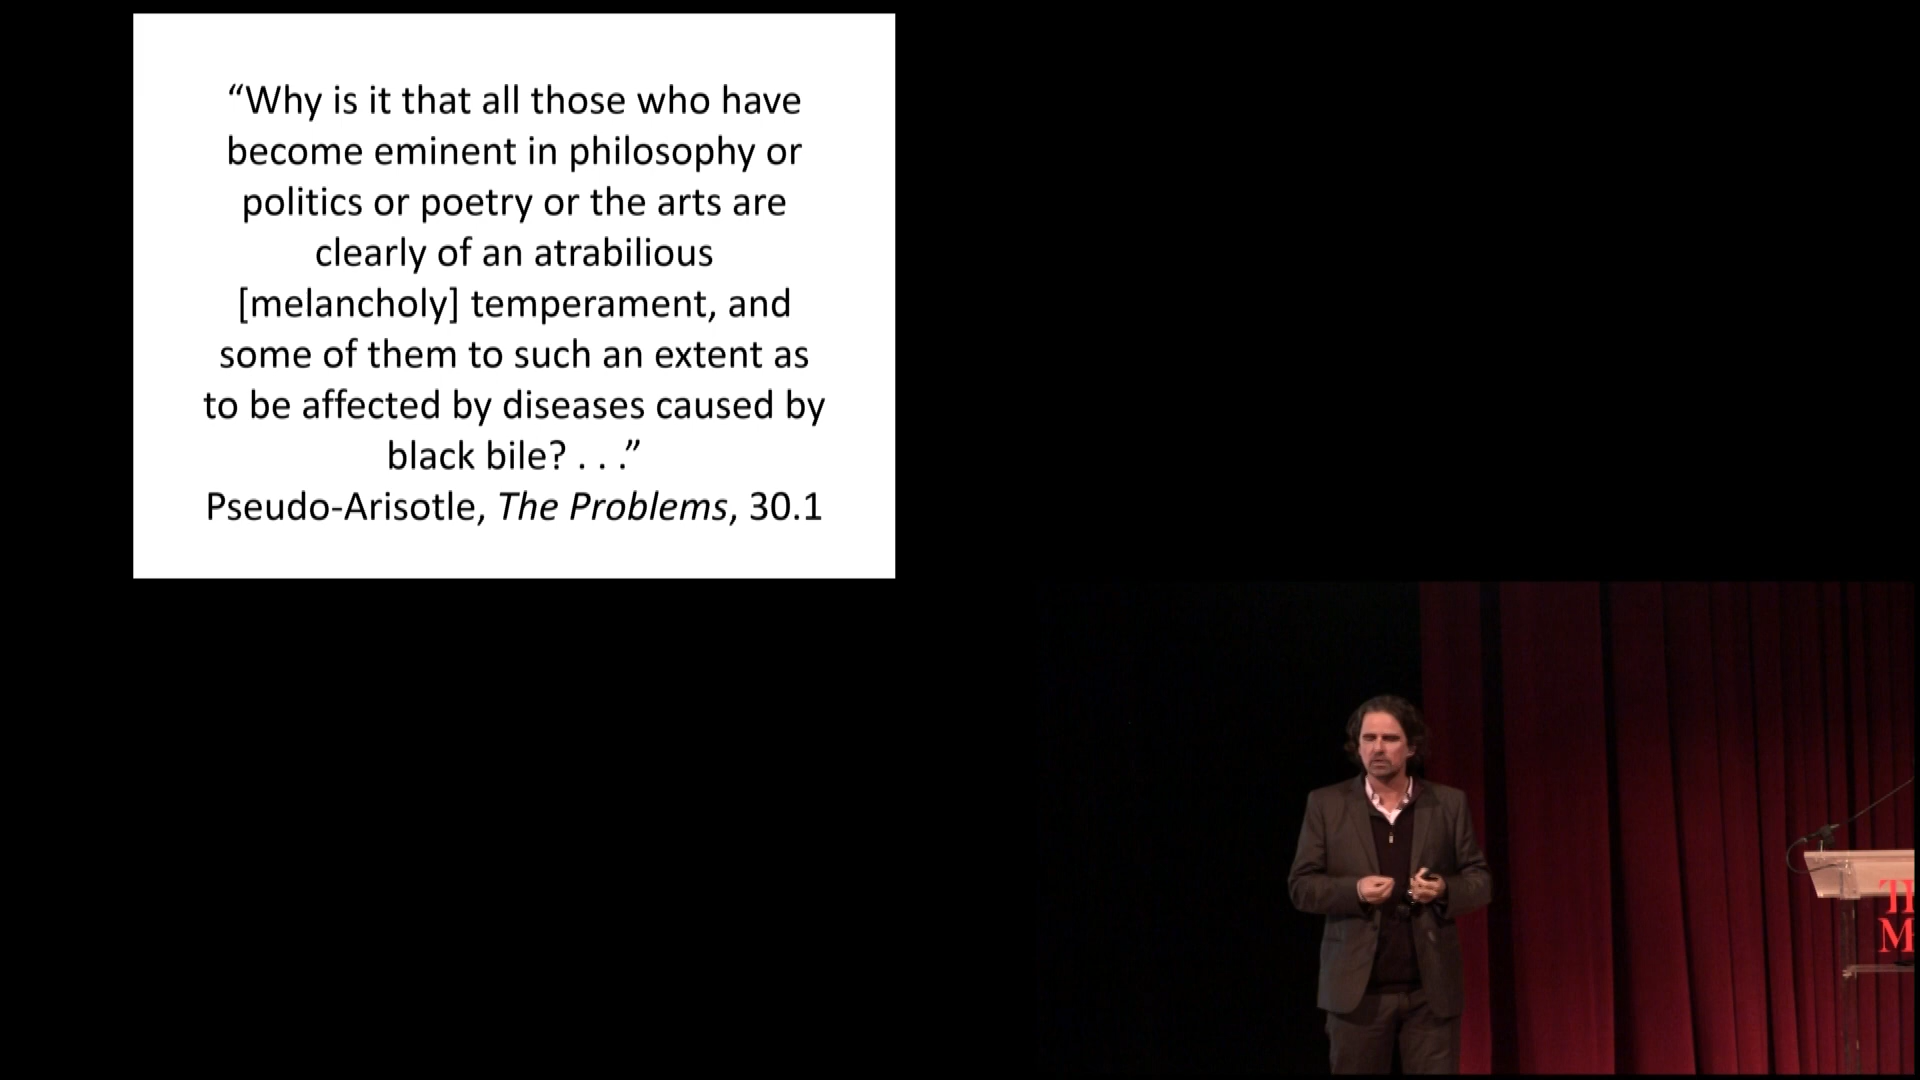 “Why is it that all those who have
become eminent in philosophy or
politics or poetry or the arts are
clearly of an atrabilious
[melancholy] temperament, and
some of them to such an extent as
to be affected by diseases caused by
black bile? . . .”
Pseudo-Arisotle, The Problems, 30.1